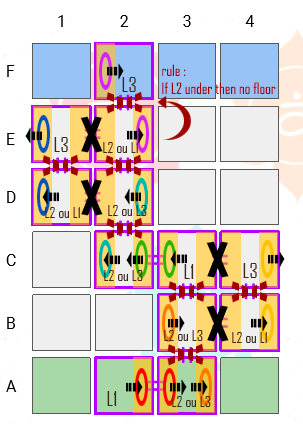 1 2 3 4
F
L3
rule :
If L2 under then no floor
E
L3
L2 ou L1
D
L2 ou L1
L2 ou L3
C
L2 ou L3
L1
L3
B
L2 ou L3
L2 ou L1
A
L1
L2 ou L3